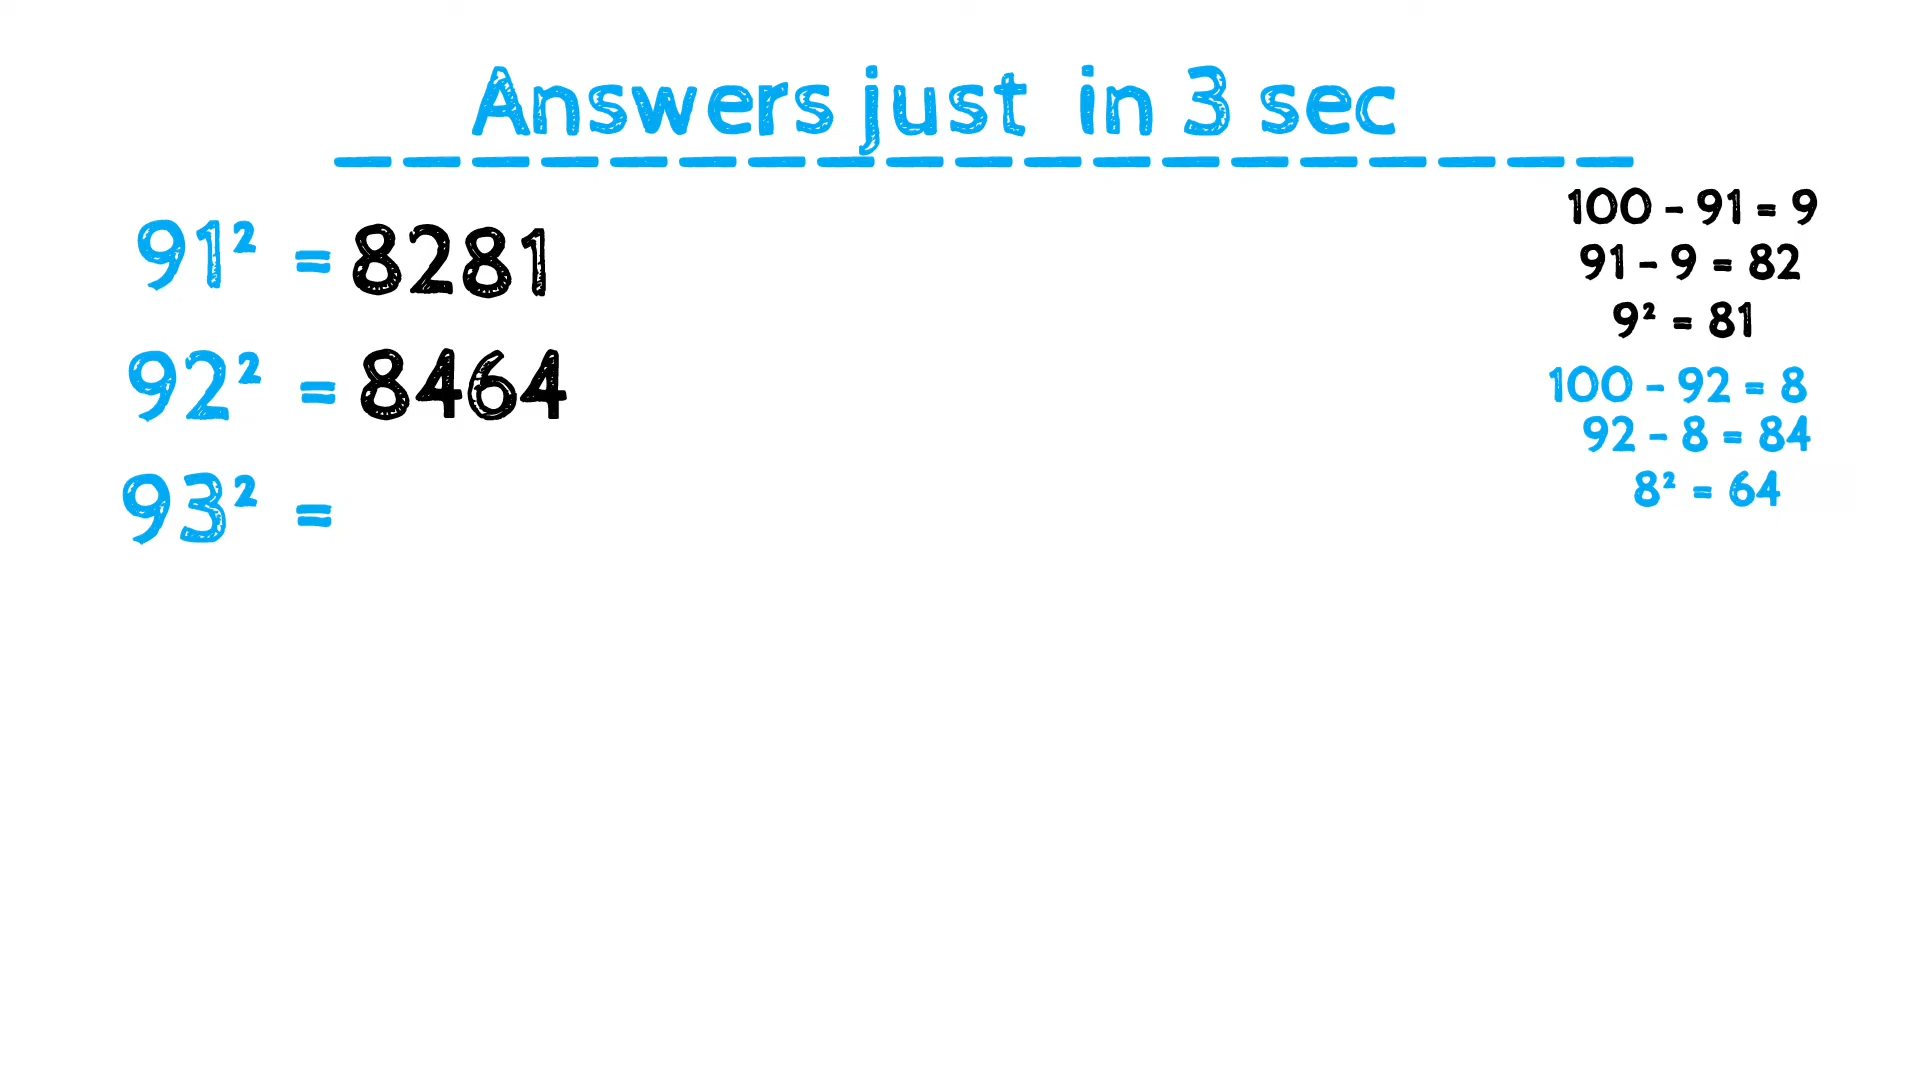 Answers just in 3 sec
91² = 8281
92² = 8464
93² =
100 - 91 = 9
91 - 9 = 82
9² = 81
100 - 92 = 8
92 - 8 = 84
8² = 64